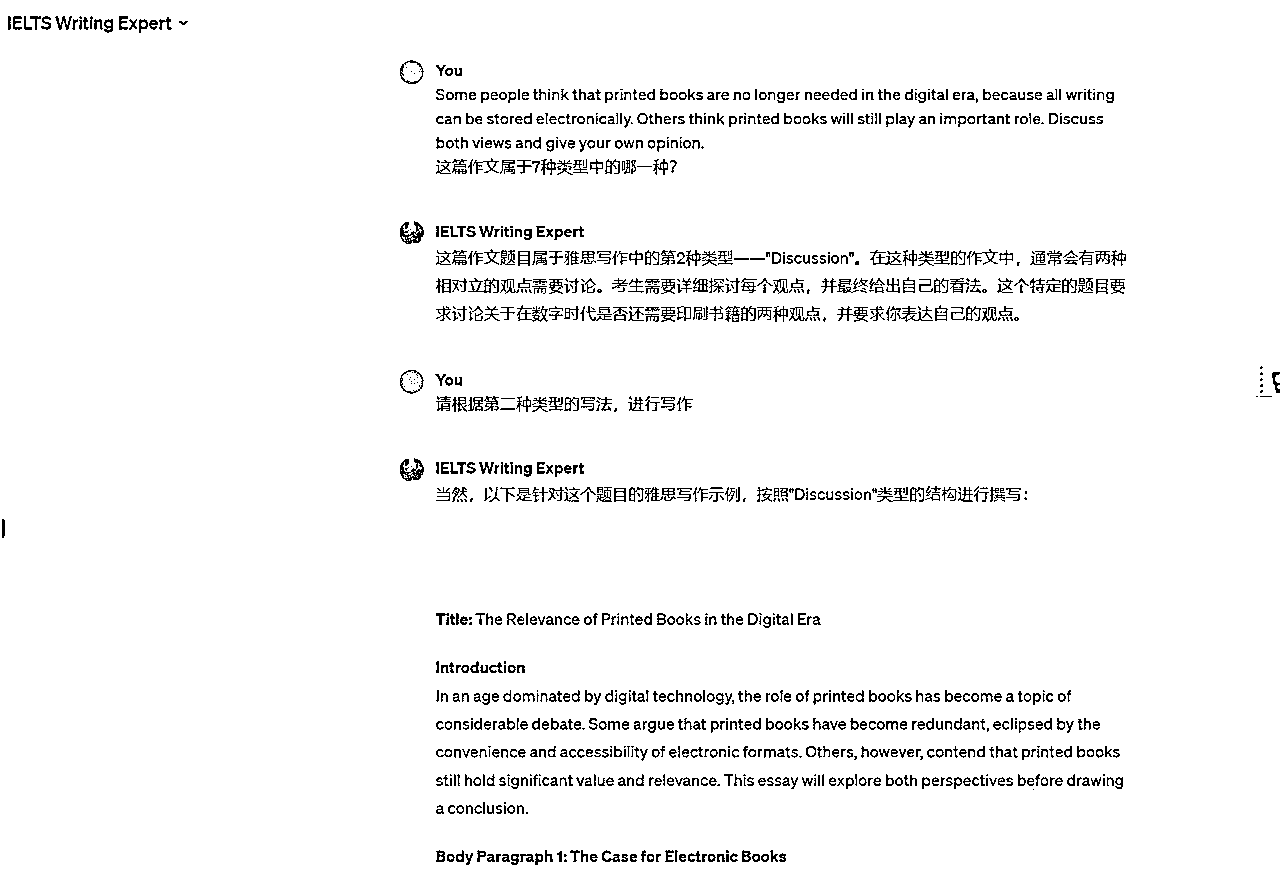 IELTS Writing Expert
You
Some people think that printed books are no longer needed in the digital era, because all writing
can be stored electronically. Others think printed books will still play an important role. Discuss
both views and give your own opinion.
这篇作文属于7种类型中的哪一种？
IELTS Writing Expert
这篇作文题目属于雅思写作中的第2种类型——"Discussion"。在这种类型的作文中，通常会有两种
相对立的观点需要讨论。考生需要详细探讨每个观点，并最终给出自己的看法。这个特定的题目要
求讨论关于在数字时代是否还需要印刷书籍的两种观点，并要求你表达自己的观点。
You
请根据第二种类型的写法，进行写作
IELTS Writing Expert
当然，以下是针对这个题目的雅思写作示例，按照"Discussion"类型的结构进行撰写：
Title: The Relevance of Printed Books in the Digital Era
Introduction
In an age dominated by digital technology, the role of printed books has become a topic of
considerable debate. Some argue that printed books have become redundant, eclipsed by the
convenience and accessibility of electronic formats. Others, however, contend that printed books
still hold significant value and relevance. This essay will explore both perspectives before drawing
a conclusion.
Body Paragraph 1: The Case for Electronic Books